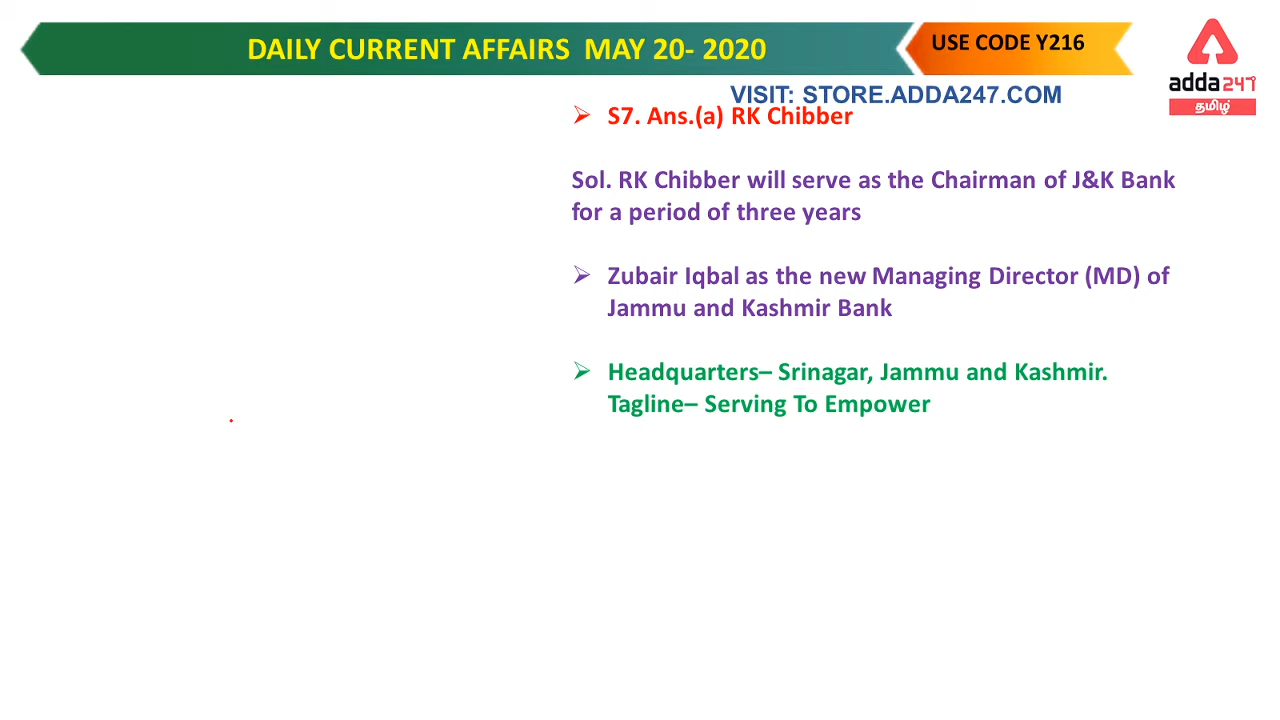 DAILY CURRENT AFFAIRS  MAY 20- 2020
USE CODE Y216
adda247
தமிழ்
VISIT: STORE.ADDA247.COM
➢ S7. Ans.(a) RK Chibber
Sol. RK Chibber will serve as the Chairman of J&K Bank
for a period of three years
➢ Zubair Iqbal as the new Managing Director (MD) of
Jammu and Kashmir Bank
➢ Headquarters– Srinagar, Jammu and Kashmir.
Tagline– Serving To Empower